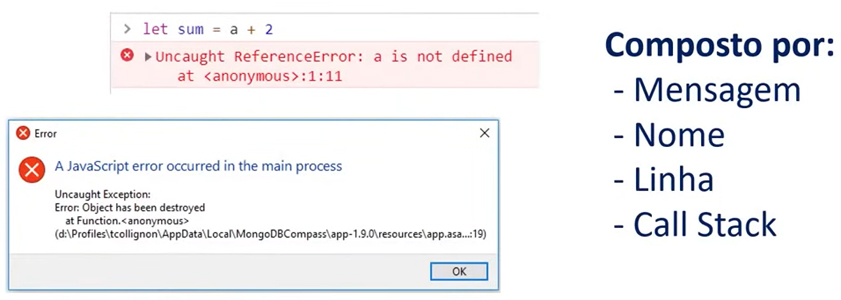 > let sum = a + 2
Uncaught ReferenceError: a is not defined
at <anonymous>:1:11
Error
A JavaScript error occurred in the main process
Uncaught Exception:
Error: Object has been destroyed
at Function.<anonymous>
(d:\Profiles\tcollignon\AppData\Local\MongoDBCompass\app-1.9.0\resources\app.asa...:19)
OK
Composto por:
- Mensagem
- Nome
- Linha
- Call Stack